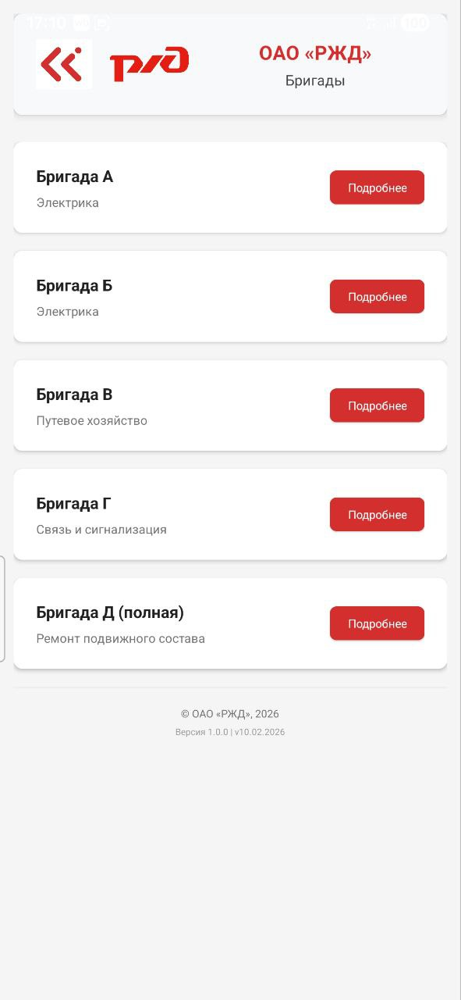 17:10
100
ржд
ОАО «РЖД»
Бригады
Бригада А
Электрика
Подробнее
Бригада Б
Электрика
Подробнее
Бригада В
Путевое хозяйство
Подробнее
Бригада Г
Связь и сигнализация
Подробнее
Бригада Д (полная)
Ремонт подвижного состава
Подробнее
© ОАО «РЖД», 2026
Версия 1.0.0 | v10.02.2026